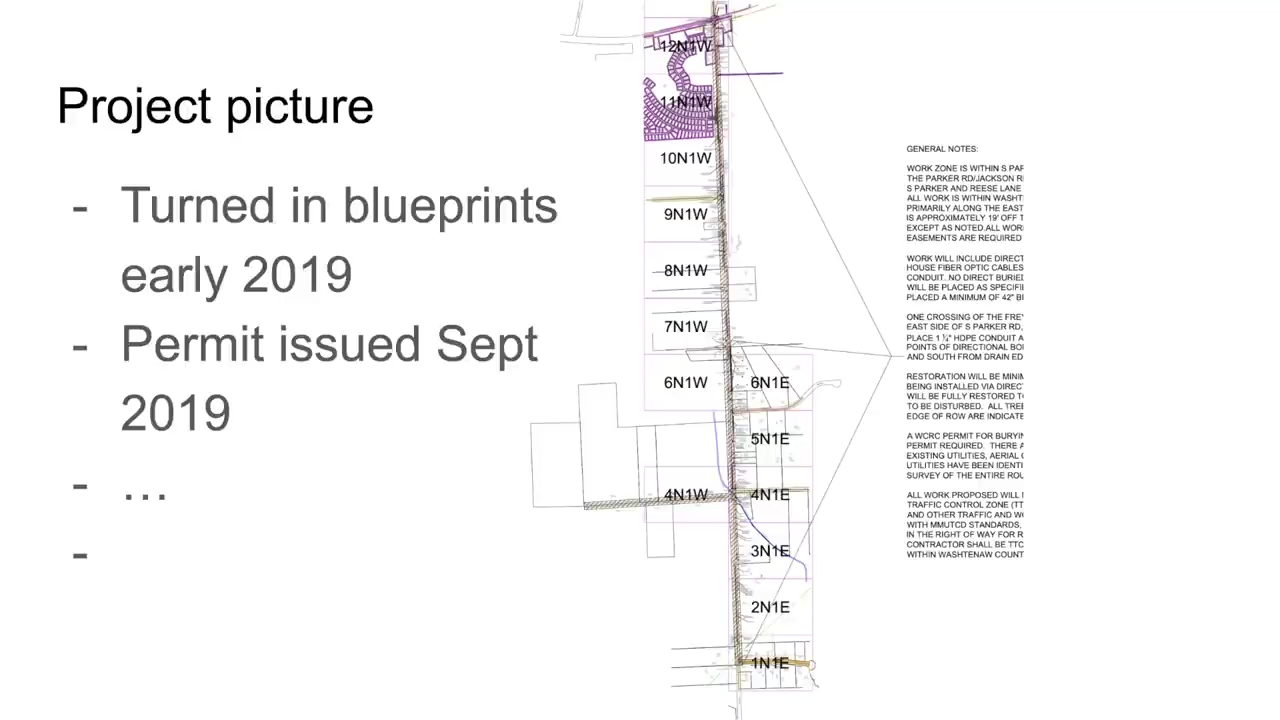 Project picture
- Turned in blueprints
early 2019
- Permit issued Sept
2019
- ...
-
12N1W
11N1W
10N1W
9N1W
8N1W
7N1W
6N1W 6N1E
5N1E
4N1W 4N1E
3N1E
2N1E
1N1E
GENERAL NOTES:
WORK ZONE IS WITHIN S PAR
THE PARKER RD/JACKSON R
S PARKER AND REESE LANE
ALL WORK IS WITHIN WASHT
PRIMARILY ALONG THE EAST
IS APPROXIMATELY 19' OFF T
EXCEPT AS NOTED.ALL WOR
EASEMENTS ARE REQUIRED
WORK WILL INCLUDE DIRECT
HOUSE FIBER OPTIC CABLES
CONDUIT. NO DIRECT BURIED
WILL BE PLACED AS SPECIFI
PLACED A MINIMUM OF 42" B
ONE CROSSING OF THE FREY
EAST SIDE OF S PARKER RD,
PLACE 1 ¼" HDPE CONDUIT A
POINTS OF DIRECTIONAL BO
AND SOUTH FROM DRAIN ED
RESTORATION WILL BE MINIM
BEING INSTALLED VIA DIREC
WILL BE FULLY RESTORED TO
TO BE DISTURBED. ALL TREE
EDGE OF ROW ARE INDICATE
A WCRC PERMIT FOR BURYIN
PERMIT REQUIRED. THERE A
EXISTING UTILITIES, AERIAL
UTILITIES HAVE BEEN IDENTI
SURVEY OF THE ENTIRE ROU
ALL WORK PROPOSED WILL
TRAFFIC CONTROL ZONE (TT
AND OTHER TRAFFIC AND WO
WITH MMUTCD STANDARDS,
IN THE RIGHT OF WAY FOR R
CONTRACTOR SHALL BE TTC
WITHIN WASHTENAW COUNT